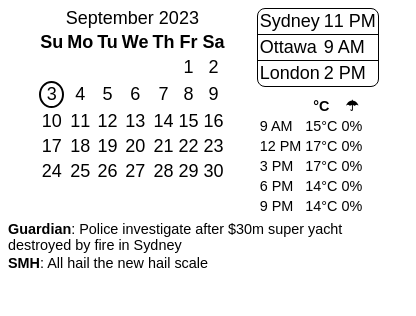 September 2023
Su Mo Tu We Th Fr Sa
1 2
3 4 5 6 7 8 9
10 11 12 13 14 15 16
17 18 19 20 21 22 23
24 25 26 27 28 29 30
Sydney 11 PM
Ottawa 9 AM
London 2 PM
°C ☂
9 AM 15°C 0%
12 PM 17°C 0%
3 PM 17°C 0%
6 PM 14°C 0%
9 PM 14°C 0%
Guardian: Police investigate after $30m super yacht
destroyed by fire in Sydney
SMH: All hail the new hail scale